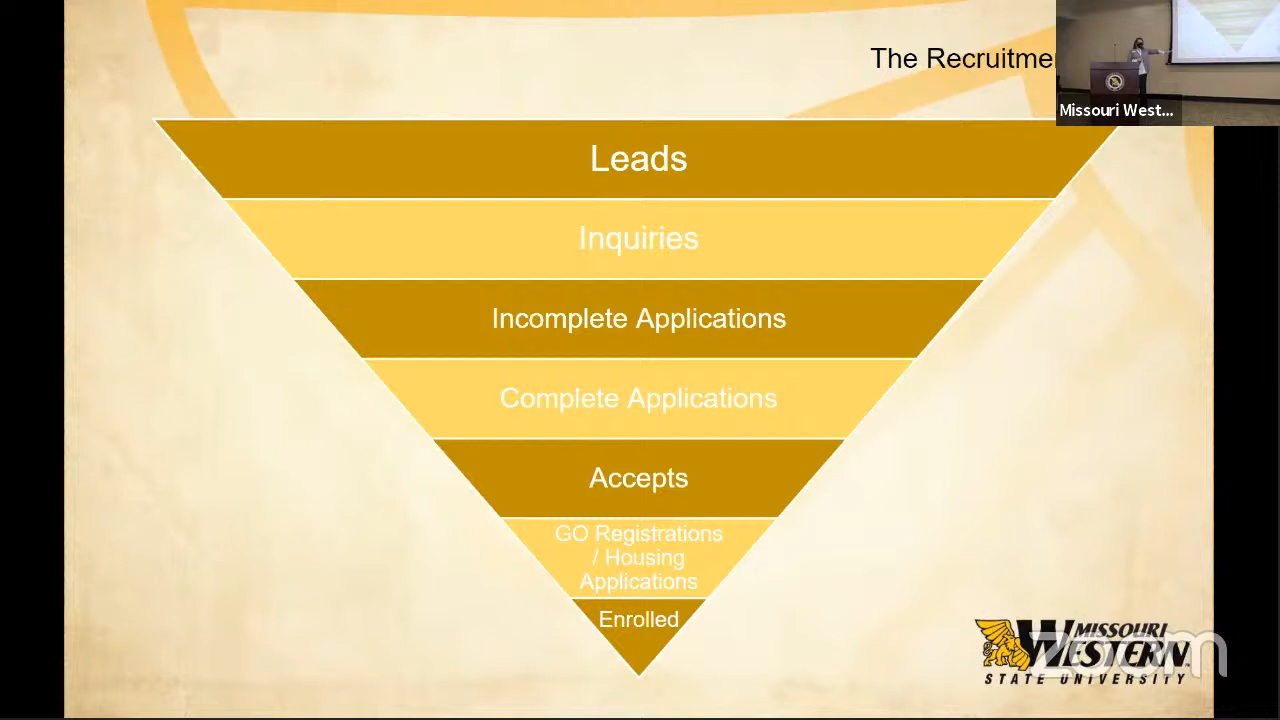 The Recruitme
Missouri West...
Leads
Inquiries
Incomplete Applications
Complete Applications
Accepts
GO Registrations
/ Housing
Applications
Enrolled
MISSOURI
WESTERN
STATE UNIVERSITY
zoom